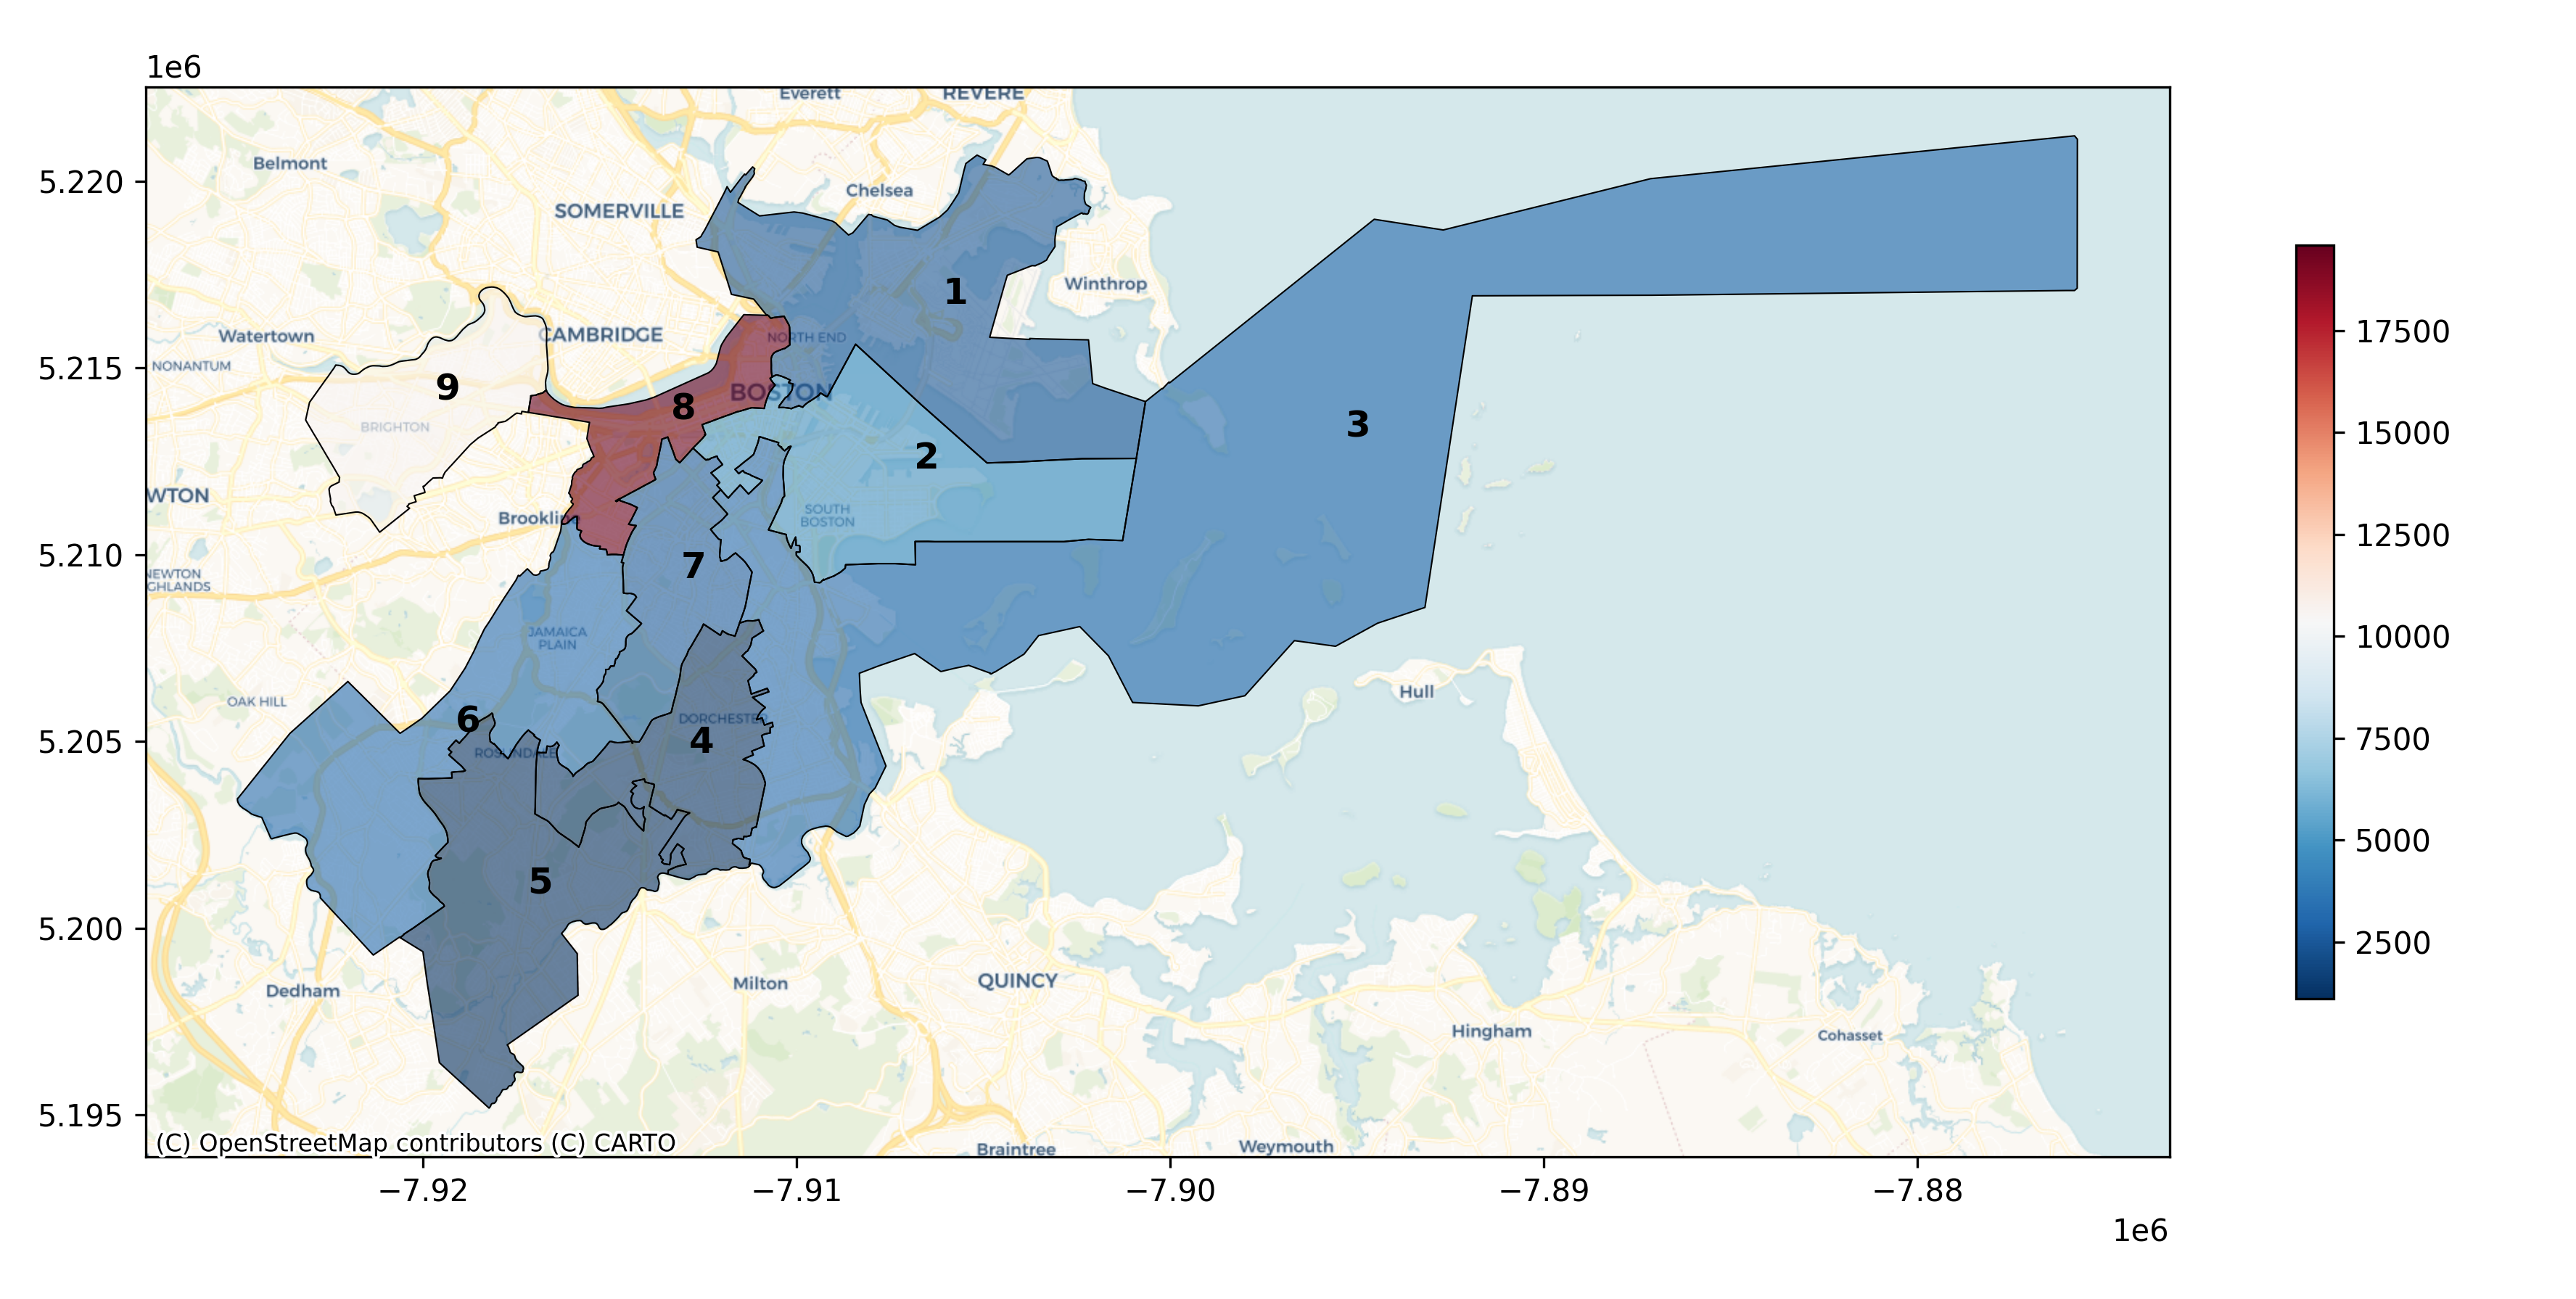 1e6
Everett
REVERE
Belmont
5.220
Chelsea
SOMERVILLE
1
Winthrop
17500
Watertown
CAMBRIDGE
NORTH END
5.215
NONANTUM
9
BOSTON
8
3
15000
BRIGHTON
2
WTON
SOUTH
BOSTON
Brooklin
12500
5.210
7
NEWTON
GHLANDS
JAMAICA
PLAIN
10000
OAK HILL
Hull
6
DORCHESTE
5.205
4
7500
ROSLINDALE
5000
5
5.200
2500
Dedham
Milton
QUINCY
Hingham
Cohasset
5.195
(C) OpenStreetMap contributors (C) CARTO
Braintree
Weymouth
−7.92
−7.91
−7.90
−7.89
−7.88
1e6